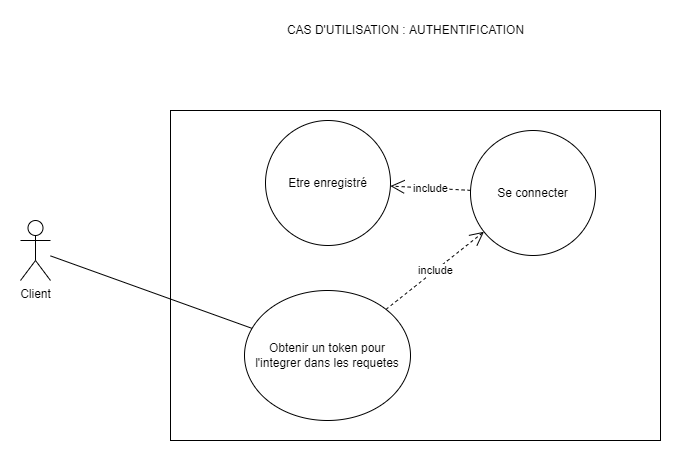 CAS D'UTILISATION : AUTHENTIFICATION
Etre enregistré
include
Se connecter
include
Client
Obtenir un token pour
l'integrer dans les requetes